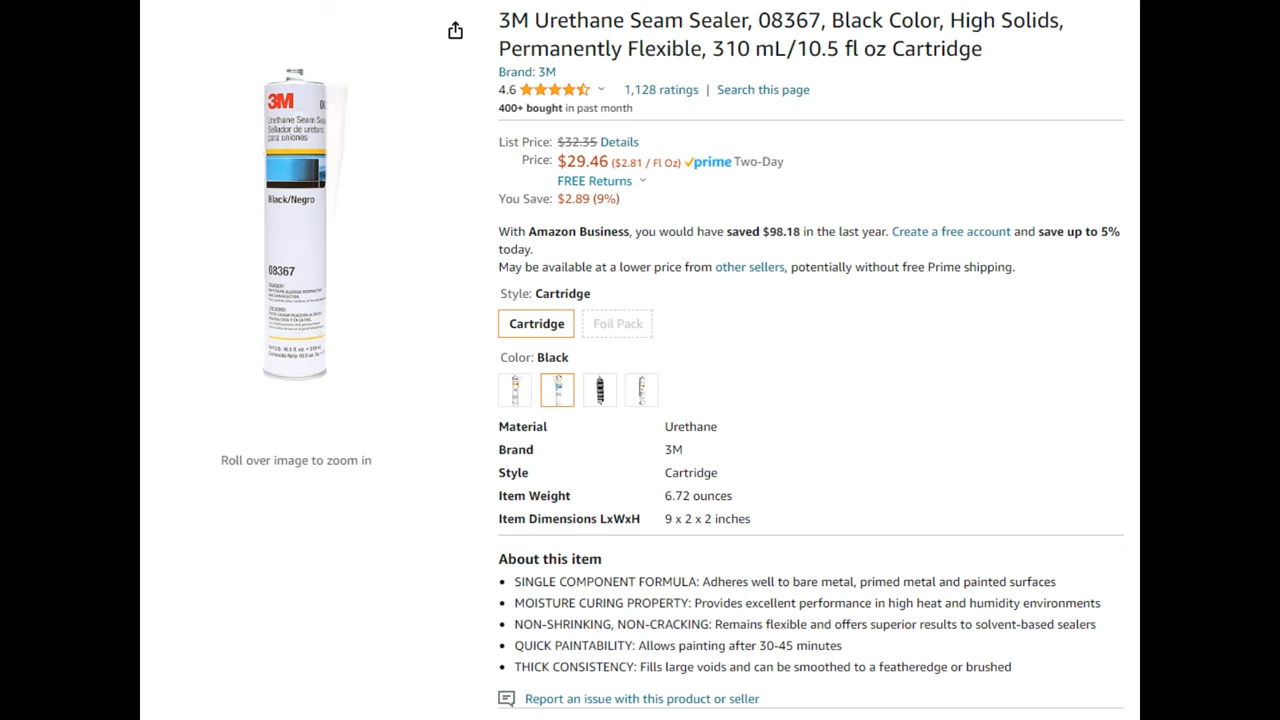 3M Urethane Seam Sealer, 08367, Black Color, High Solids,
Permanently Flexible, 310 mL/10.5 fl oz Cartridge
Brand: 3M
4.6 1,128 ratings | Search this page
400+ bought in past month
List Price: $32.35 Details
Price: $29.46 ($2.81 / Fl Oz) prime Two-Day
FREE Returns
You Save: $2.89 (9%)
With Amazon Business, you would have saved $98.18 in the last year. Create a free account and save up to 5%
today.
May be available at a lower price from other sellers, potentially without free Prime shipping.
Style: Cartridge
Cartridge Foil Pack
Color: Black
Material Urethane
Brand 3M
Style Cartridge
Item Weight 6.72 ounces
Item Dimensions LxWxH 9 x 2 x 2 inches
About this item
• SINGLE COMPONENT FORMULA: Adheres well to bare metal, primed metal and painted surfaces
• MOISTURE CURING PROPERTY: Provides excellent performance in high heat and humidity environments
• NON-SHRINKING, NON-CRACKING: Remains flexible and offers superior results to solvent-based sealers
• QUICK PAINTABILITY: Allows painting after 30-45 minutes
• THICK CONSISTENCY: Fills large voids and can be smoothed to a featheredge or brushed
Report an issue with this product or seller
3M
Urethane Seam
Sellador de
para uniones
Black/Negro
08367
Roll over image to zoom in